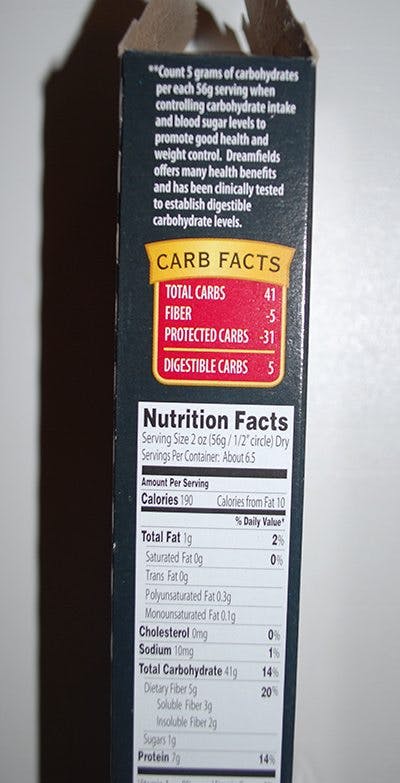 **Count 5 grams of carbohydrates
per each 56g serving when
controlling carbohydrate intake
and blood sugar levels to
promote good health and
weight control. Dreamfields
offers many health benefits
and has been clinically tested
to establish digestible
carbohydrate levels.
CARB FACTS
TOTAL CARBS 41
FIBER -5
PROTECTED CARBS -31
DIGESTIBLE CARBS 5
Nutrition Facts
Serving Size 2 oz (56g / 1/2" circle) Dry
Servings Per Container: About 6.5
Amount Per Serving
Calories 190 Calories from Fat 10
% Daily Value*
Total Fat 1g 2%
Saturated Fat 0g 0%
Trans Fat 0g
Polyunsaturated Fat 0.3g
Monounsaturated Fat 0.1g
Cholesterol 0mg 0%
Sodium 10mg 1%
Total Carbohydrate 41g 14%
Dietary Fiber 5g 20%
Soluble Fiber 3g
Insoluble Fiber 2g
Sugars 1g
Protein 7g 14%